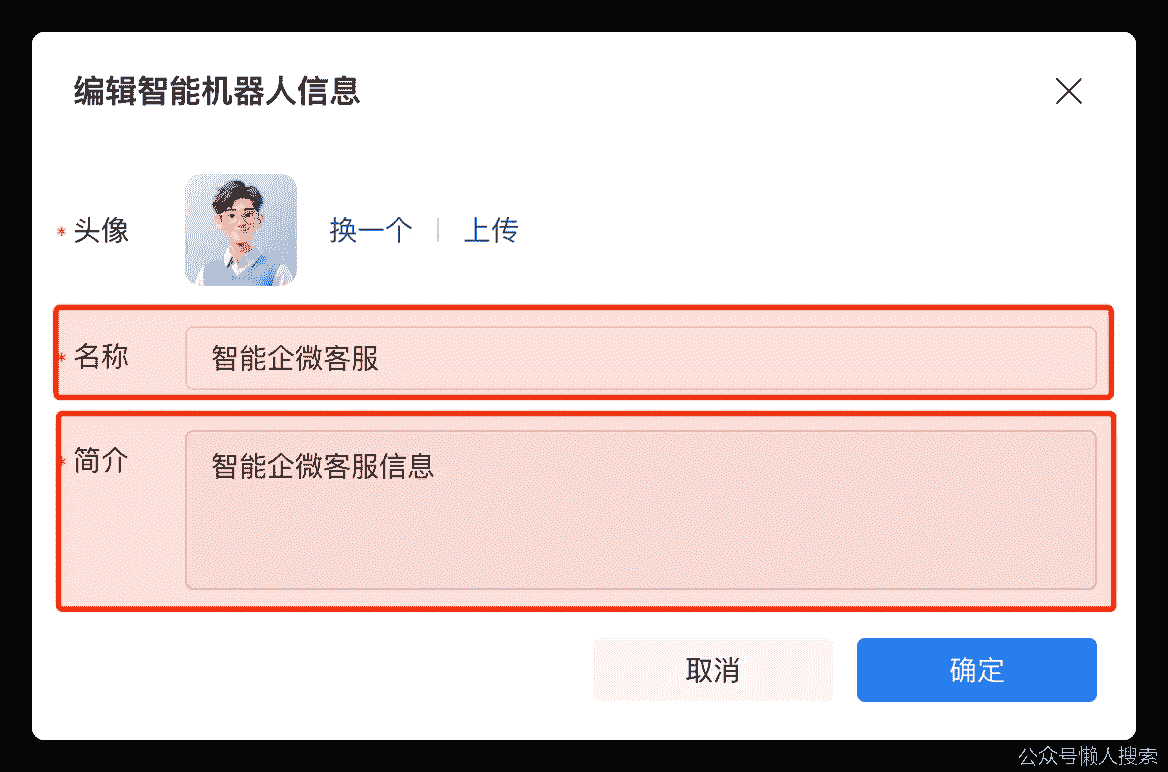 编辑智能机器人信息
* 头像
换一个 | 上传
* 名称
智能企微客服
* 简介
智能企微客服信息
取消
确定
公众号懒人搜索